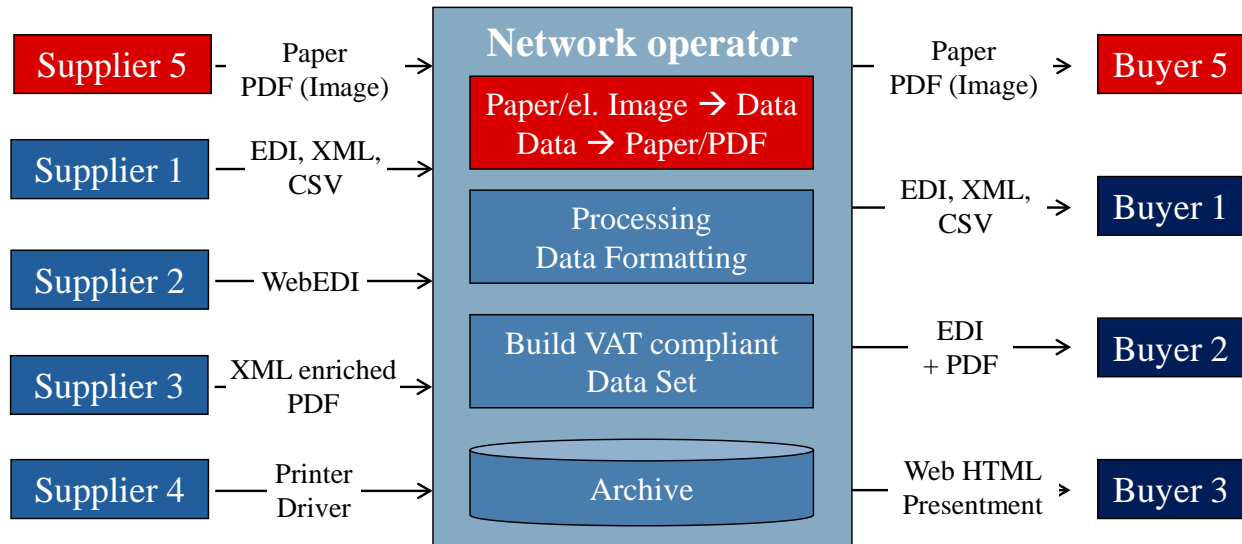 Network operator
Supplier 5
Paper
PDF (Image)
Supplier 1
EDI, XML,
CSV
Supplier 2
WebEDI
Supplier 3
XML enriched
PDF
Supplier 4
Printer
Driver
Paper/el. Image → Data
Data → Paper/PDF
Processing
Data Formatting
Build VAT compliant
Data Set
Archive
Paper
PDF (Image)
Buyer 5
EDI, XML,
CSV
Buyer 1
EDI
+ PDF
Buyer 2
Web HTML
Presentment
Buyer 3